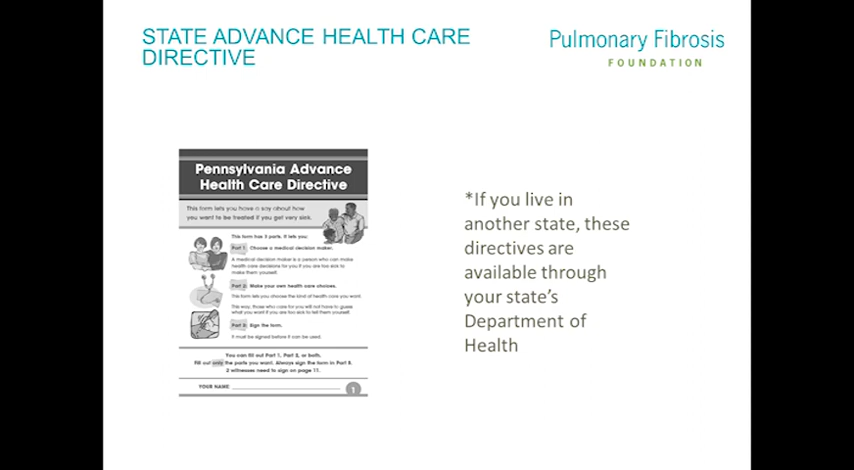 STATE ADVANCE HEALTH CARE
DIRECTIVE
Pulmonary Fibrosis
FOUNDATION
Pennsylvania Advance
Health Care Directive
This form lets you have a say about how
you want to be treated if you get very sick.
This form has 3 parts. It lets you:
Part 1: Choose a medical decision maker.
A medical decision maker is a person who can make
health care decisions for you if you are too sick to
make them yourself.
Part 2: Make your own health care choices.
This form lets you choose the kind of health care you want.
This way, those who care for you will not have to guess
what you want if you are too sick to tell them yourself.
Part 3: Sign the form.
It must be signed before it can be used.
You can fill out Part 1, Part 2, or both.
Fill out only the parts you want. Always sign the form in Part 3.
2 witnesses need to sign on page 11.
YOUR NAME
1
*If you live in
another state, these
directives are
available through
your state's
Department of
Health